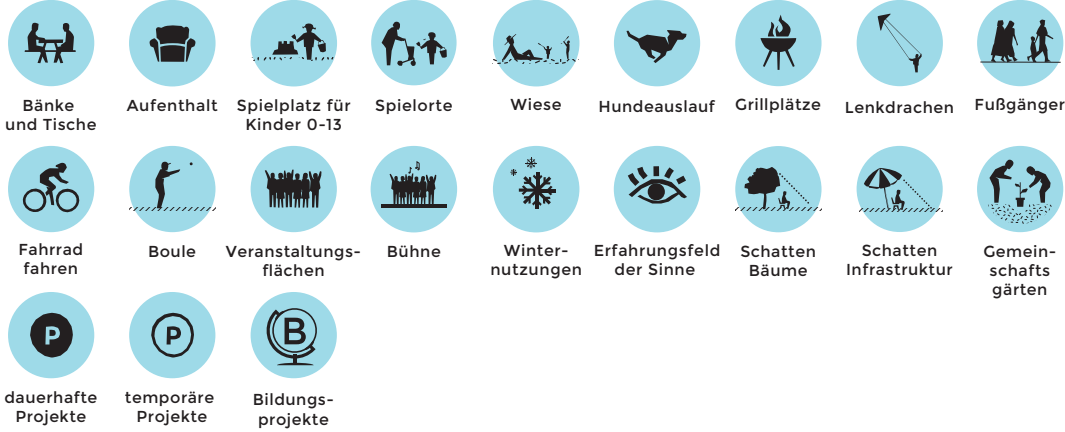 Bänke
und Tische
Aufenthalt
Spielplatz für
Kinder 0-13
Spielorte
Wiese
Hundeauslauf
Grillplätze
Lenkdrachen
Fußgänger
Fahrrad
fahren
Boule
Veranstaltungs-
flächen
Bühne
Winter-
nutzungen
Erfahrungsfeld
der Sinne
Schatten
Bäume
Schatten
Infrastruktur
Gemein-
schafts
gärten
P
dauerhafte
Projekte
P
temporäre
Projekte
B
Bildungs-
projekte